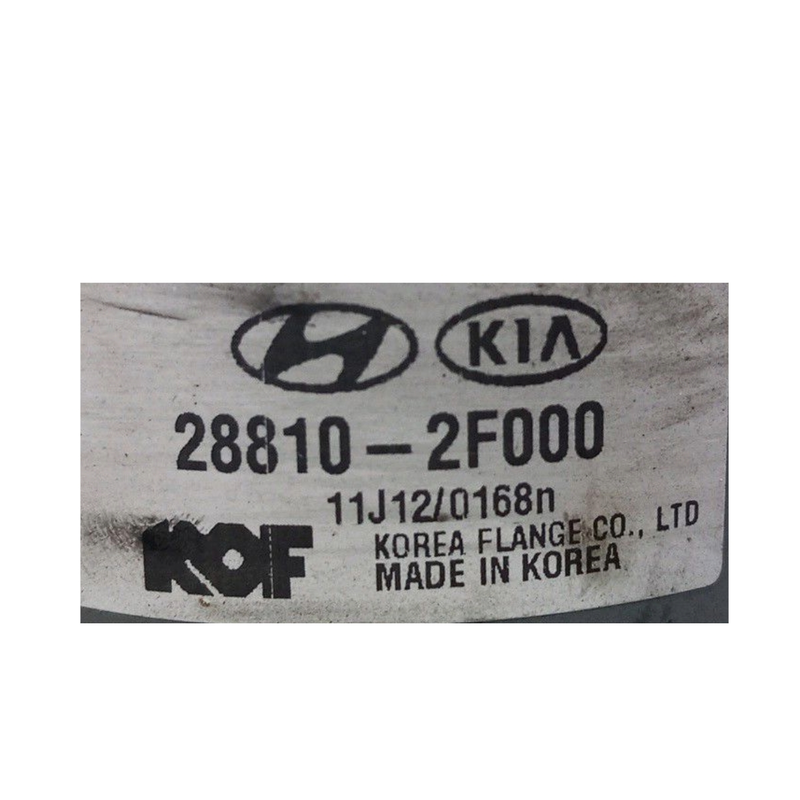 KIA
28810-2F000
11J12/0168n
KOF
KOREA FLANGE CO., LTD
MADE IN KOREA